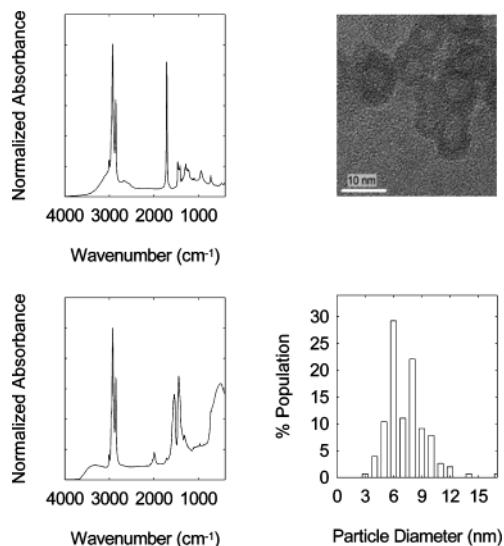 Normalized Absorbance
4000 3000 2000 1000
Wavenumber (cm-1)
10 nm
Normalized Absorbance
4000 3000 2000 1000
Wavenumber (cm-1)
% Population
30
25
20
15
10
5
0
0 3 6 9 12 15
Particle Diameter (nm)